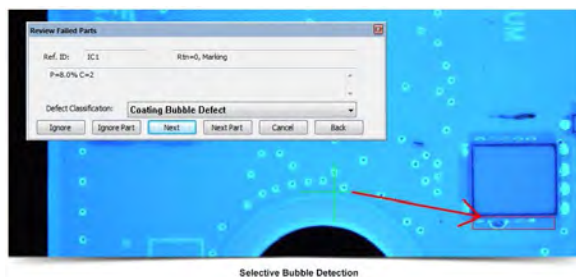 Review Failed Parts
Ref. ID: IC1 Rtn=0, Marking
P=8.0% C=2
Defect Classification: Coating Bubble Defect
Ignore Ignore Part Next Next Part Cancel Back
UM
Selective Bubble Detection